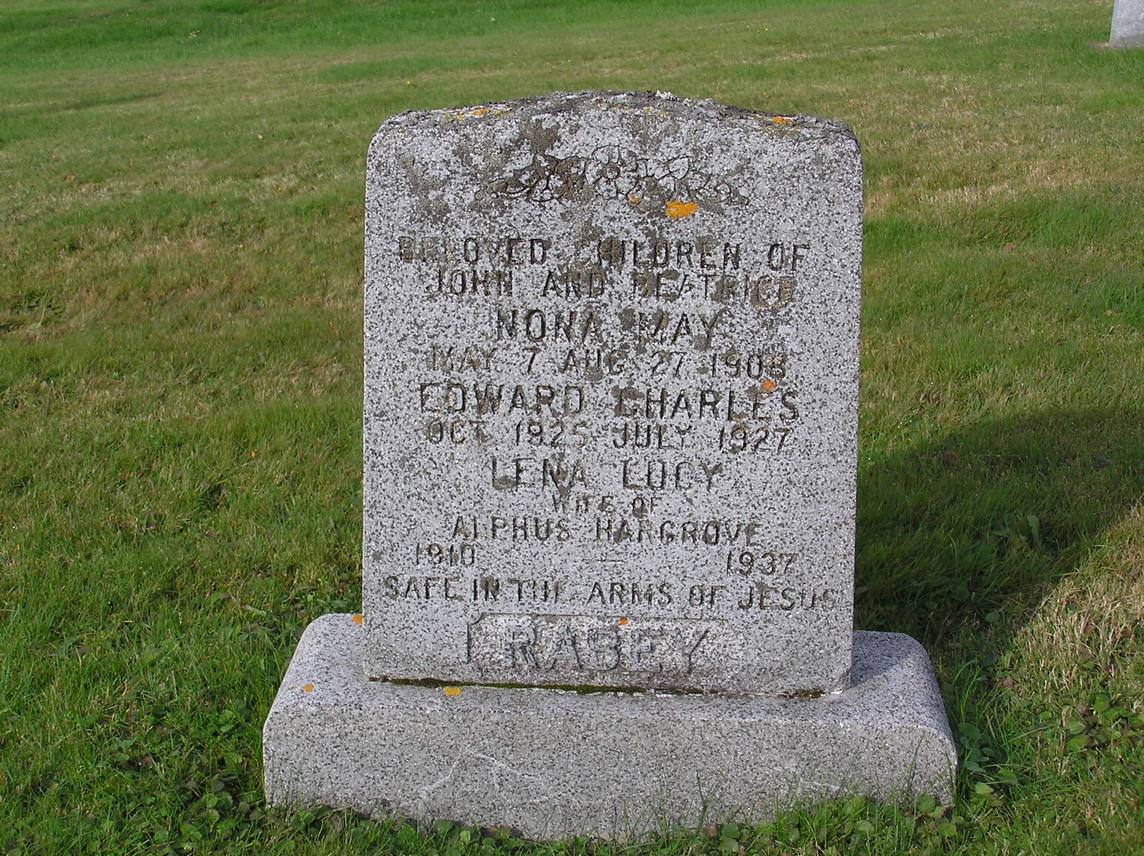 BELOVED CHILDREN OF
JOHN AND BEATRICE
NONA MAY
MAY 7 AUG 27 1908
EDWARD CHARLES
OCT 1925 - JULY 1927
LENA LUCY
WIFE OF
ALPHUS HARGROVE
1910 — 1937
SAFE IN THE ARMS OF JESUS
RABEY